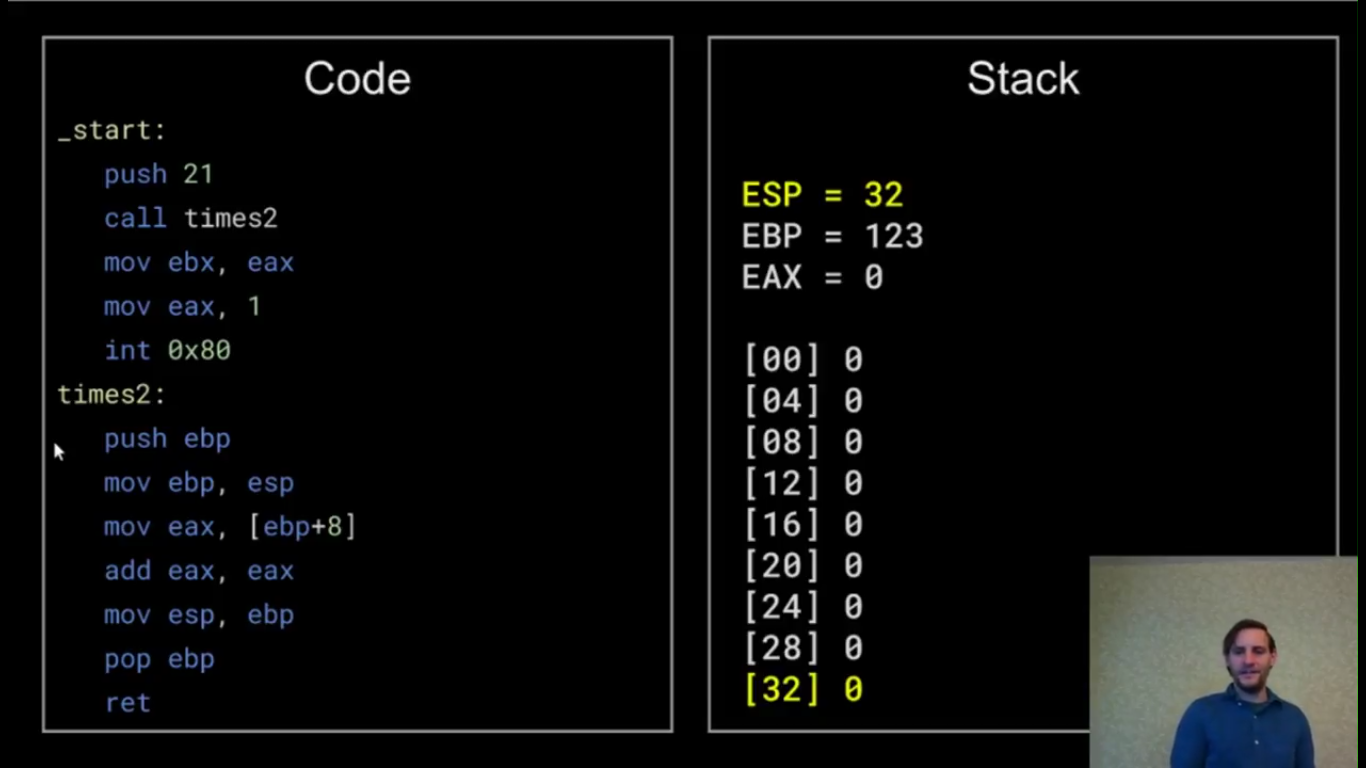 Code
_start:
push 21
call times2
mov ebx, eax
mov eax, 1
int 0x80
times2:
push ebp
mov ebp, esp
mov eax, [ebp+8]
add eax, eax
mov esp, ebp
pop ebp
ret
Stack
ESP = 32
EBP = 123
EAX = 0
[00] 0
[04] 0
[08] 0
[12] 0
[16] 0
[20] 0
[24] 0
[28] 0
[32] 0